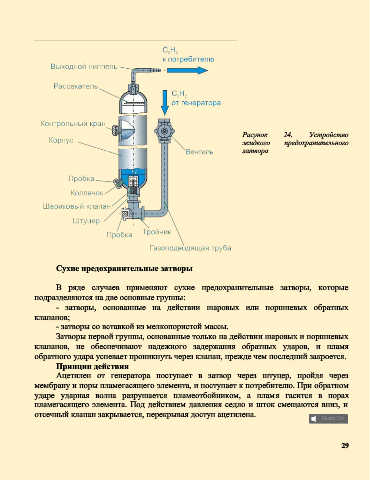 C₂H₂
к потребителю
Выходной ниппель
Рассекатель
C₂H₂
от генератора
Контрольный кран
Корпус
Вентель
Рисунок 24. Устройство
жидкого предохранительного
затвора
Пробка
Колпачок
Шариковый клапан
Штуцер
Пробка
Тройник
Газоподводящая труба
Сухие предохранительные затворы
В ряде случаев применяют сухие предохранительные затворы, которые
подразделяются на две основные группы:
- затворы, основанные на действии шаровых или поршневых обратных
клапанов;
- затворы со вставкой из мелкопористой массы.
Затворы первой группы, основанные только на действии шаровых и поршневых
клапанов, не обеспечивают надежного задержания обратных ударов, и пламя
обратного удара успевает проникнуть через клапан, прежде чем последний закроется.
Принцип действия
Ацетилен от генератора поступает в затвор через штуцер, пройдя через
мембрану и поры пламегасящего элемента, и поступает к потребителю. При обратном
ударе ударная волна разрушается пламеотбойником, а пламя гасится в порах
пламегасящего элемента. Под действием давления седло и шток смещаются вниз, и
отсечный клапан закрывается, перекрывая доступ ацетилена.
29